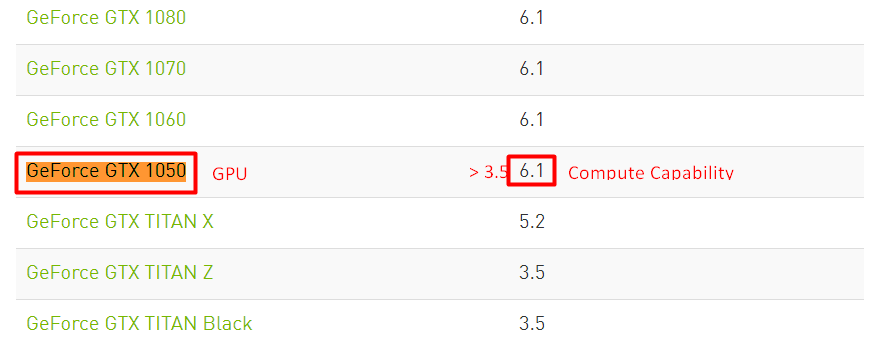 GeForce GTX 1080 6.1
GeForce GTX 1070 6.1
GeForce GTX 1060 6.1
GeForce GTX 1050 GPU > 3.5 6.1 Compute Capability
GeForce GTX TITAN X 5.2
GeForce GTX TITAN Z 3.5
GeForce GTX TITAN Black 3.5